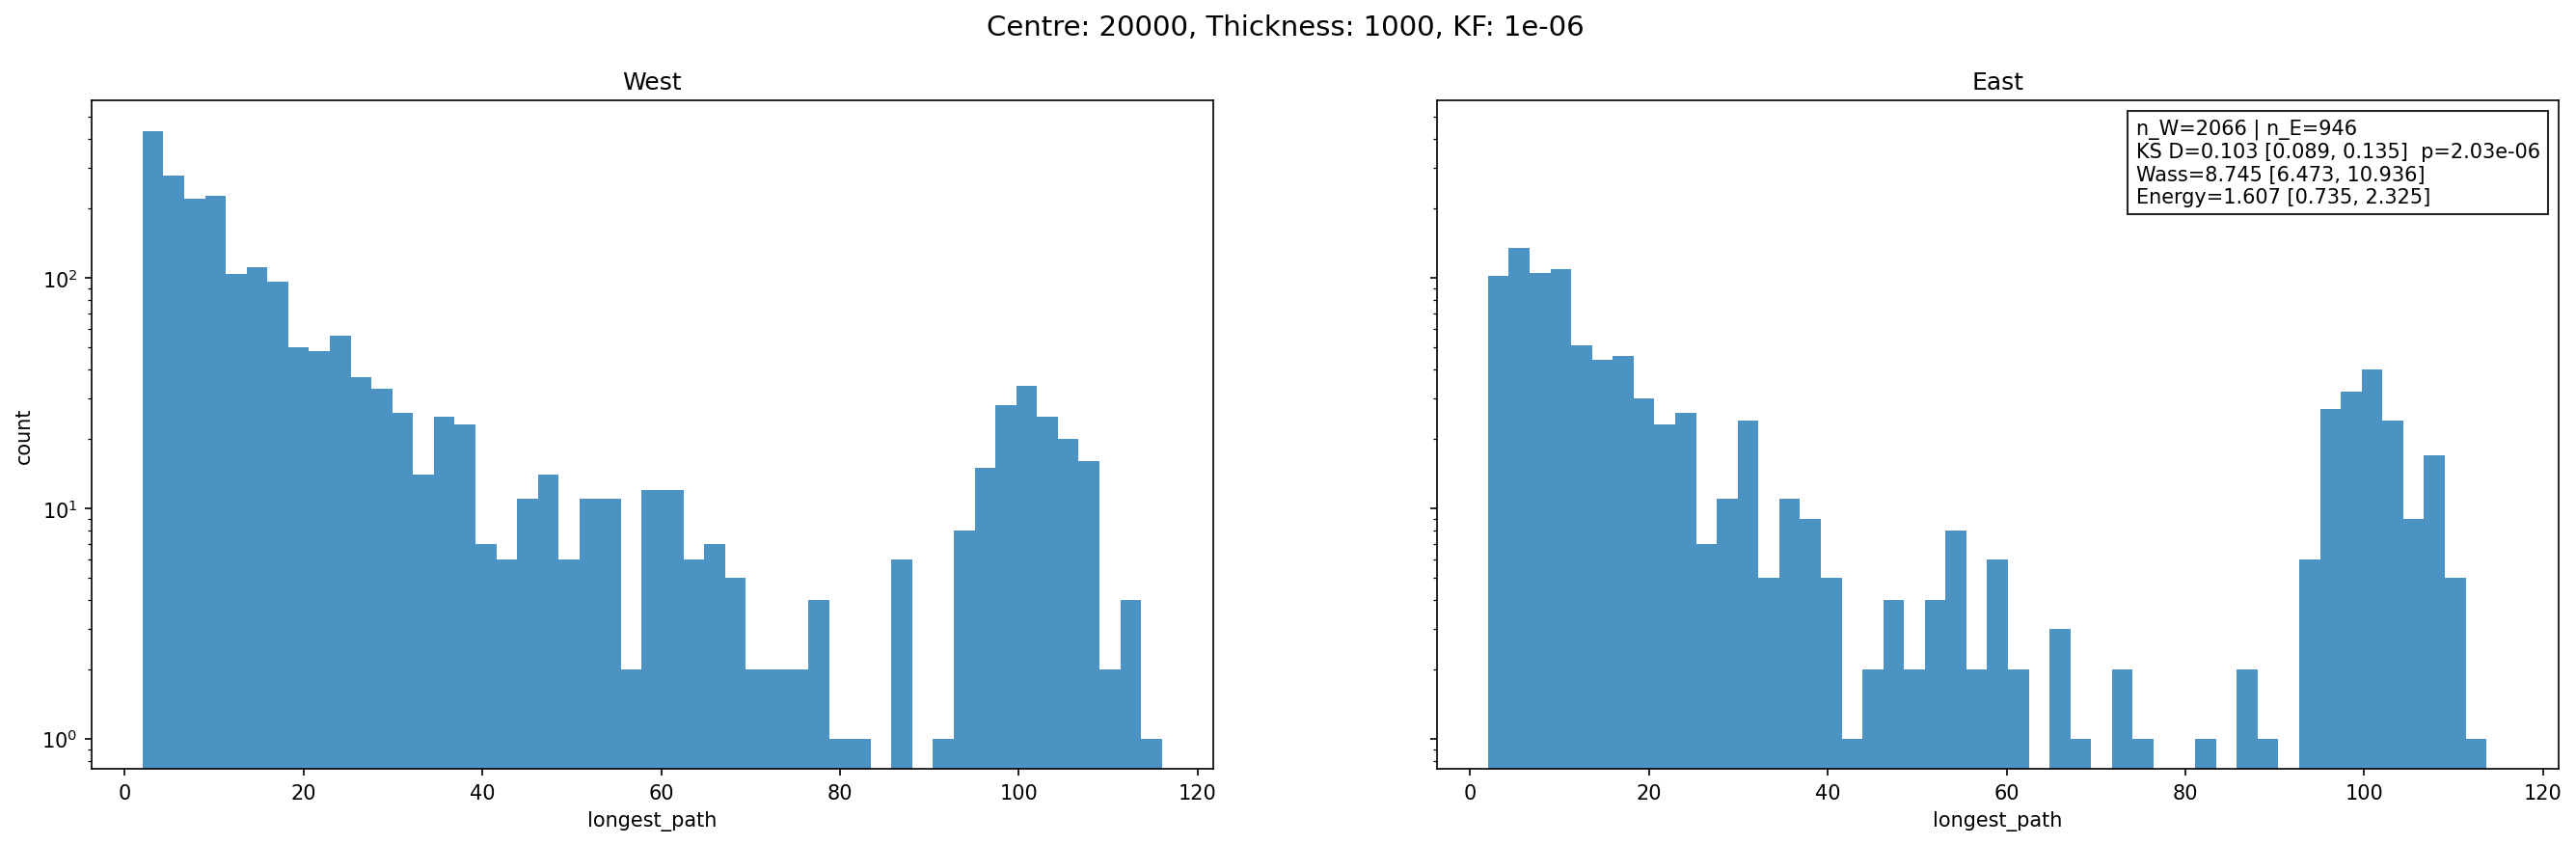 Centre: 20000, Thickness: 1000, KF: 1e-06
West
East
n_W=2066 | n_E=946
KS D=0.103 [0.089, 0.135]  p=2.03e-06
Wass=8.745 [6.473, 10.936]
Energy=1.607 [0.735, 2.325]
10²
10¹
10⁰
count
0 20 40 60 80 100 120
longest_path
0 20 40 60 80 100 120
longest_path